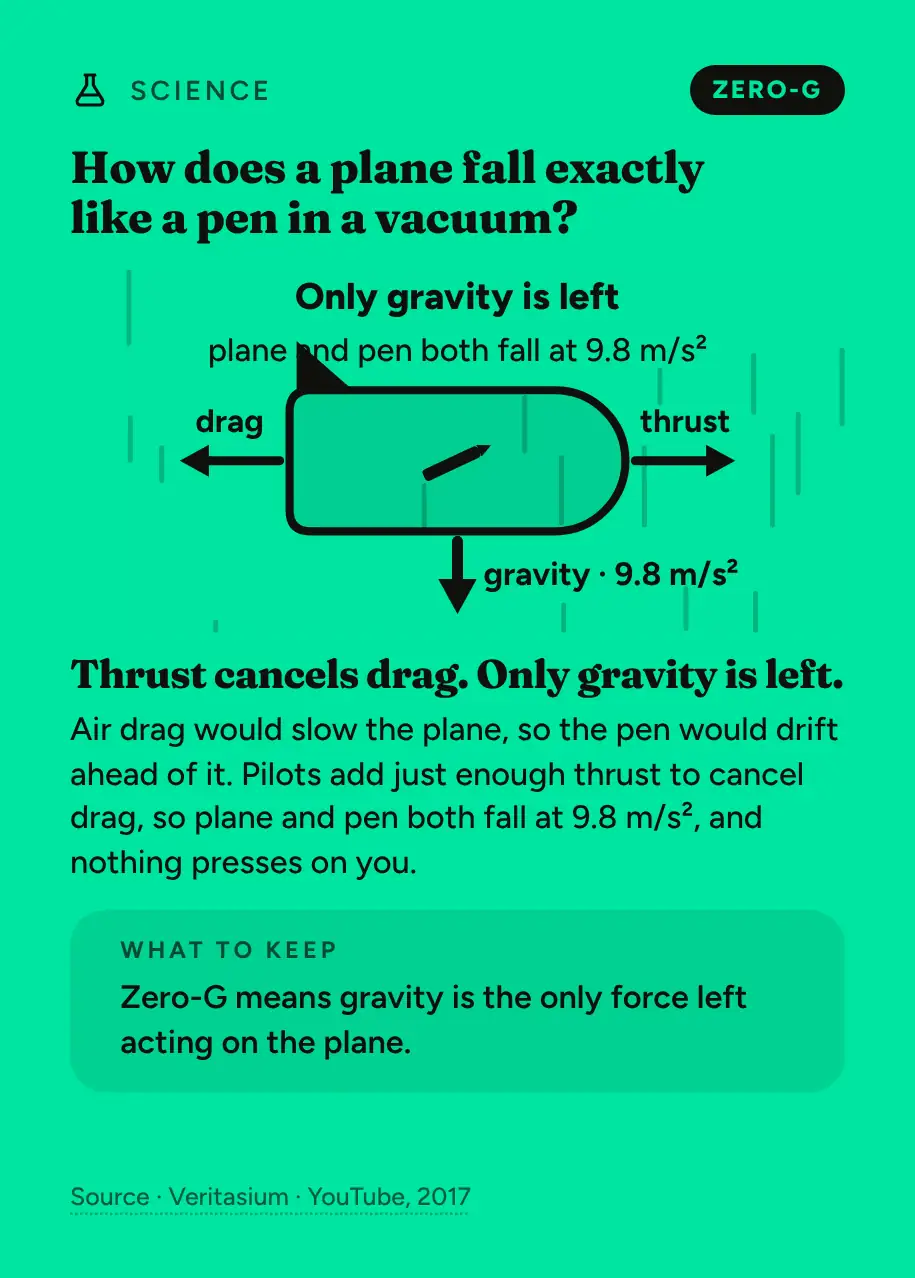 SCIENCE
ZERO-G
How does a plane fall exactly
like a pen in a vacuum?
Only gravity is left
plane and pen both fall at 9.8 m/s²
drag
thrust
gravity · 9.8 m/s²
Thrust cancels drag. Only gravity is left.
Air drag would slow the plane, so the pen would drift
ahead of it. Pilots add just enough thrust to cancel
drag, so plane and pen both fall at 9.8 m/s², and
nothing presses on you.
WHAT TO KEEP
Zero-G means gravity is the only force left
acting on the plane.
Source · Veritasium · YouTube, 2017